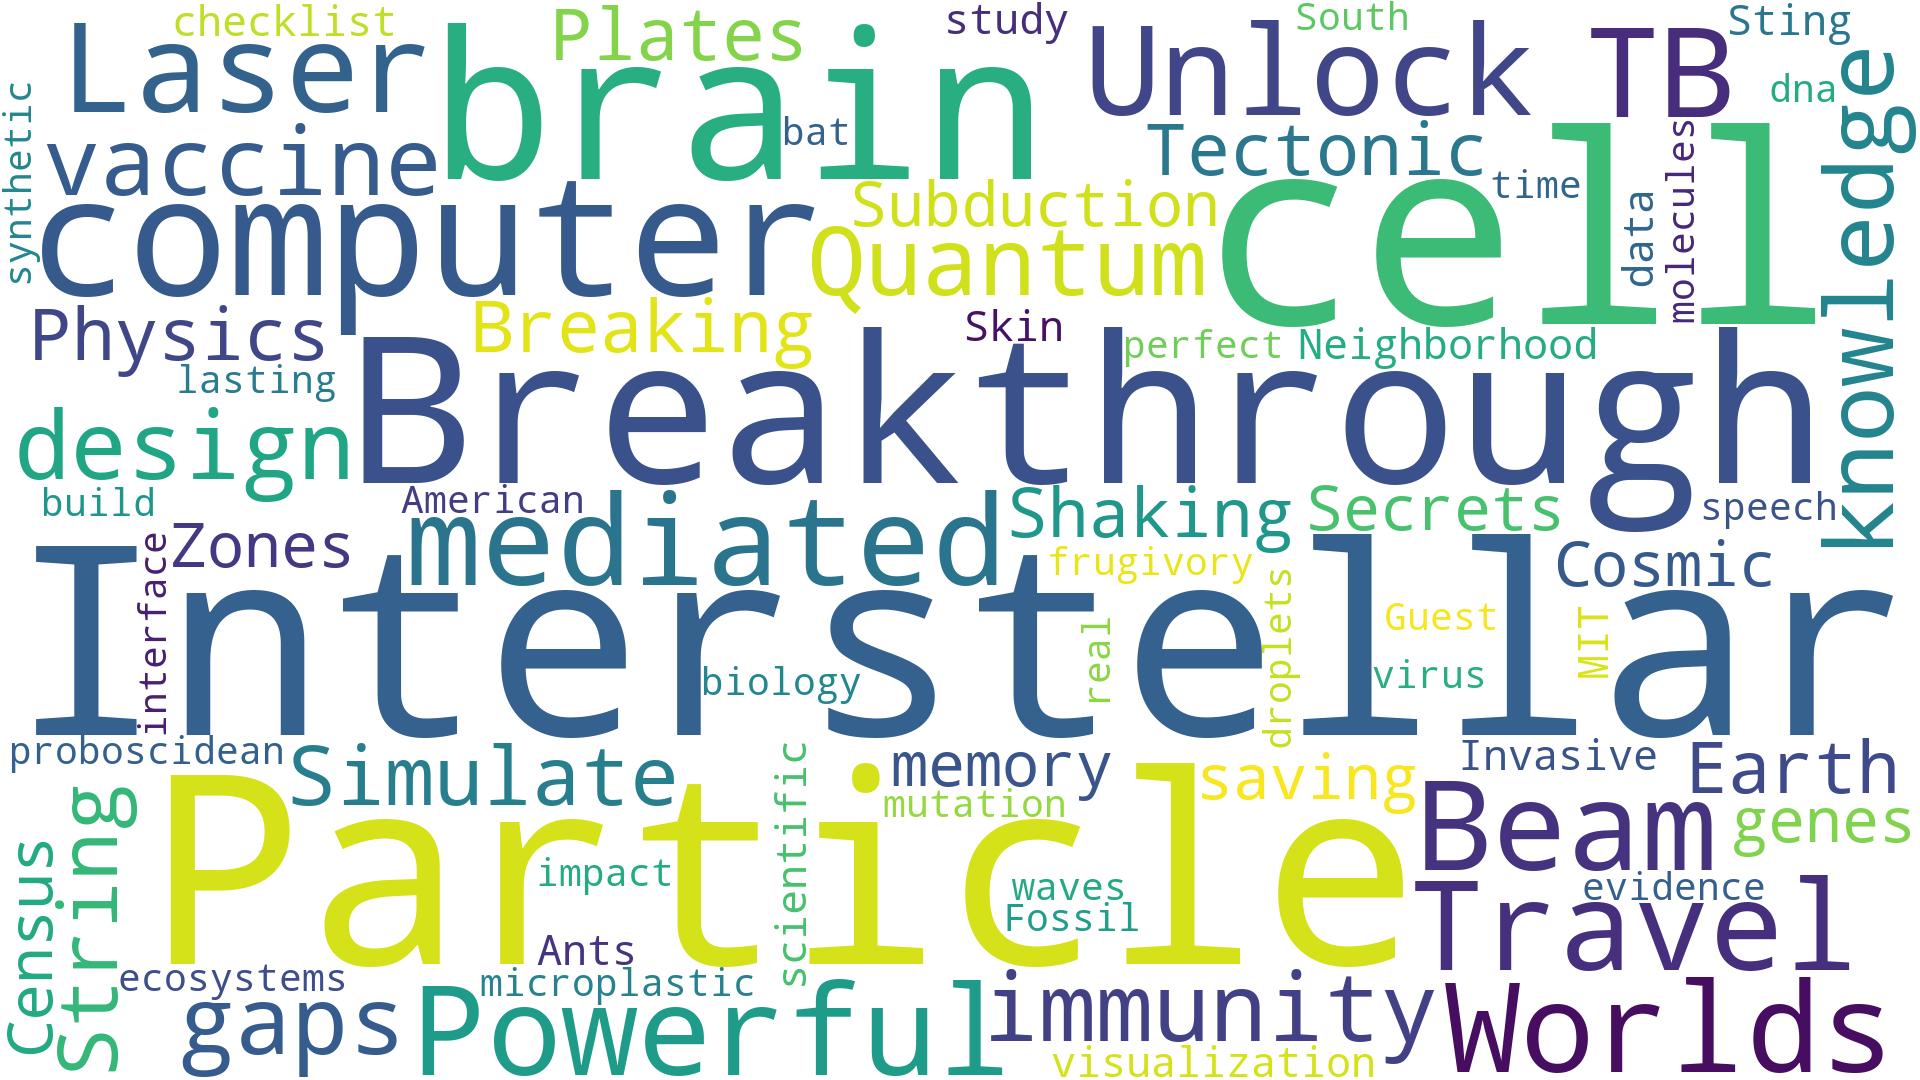 checklist
Plates
study
South
Sting
Laser
brain
Unlock
TB
knowledge
synthetic
vaccine
bat
Tectonic
dna
computer
Subduction
time
cell
data
molecules
Quantum
Physics
Breaking
Skin
perfect
Neighborhood
lasting
Breakthrough
design
build
American
mediated
Shaking
Secrets
speech
Zones
interface
frugivory
Cosmic
Interstellar
biology
real
droplets
Guest
virus
MIT
proboscidean
Simulate
scientific
memory
saving
Invasive
Earth
Census
String
Particle
mutation
Beam
genes
impact
waves
evidence
Fossil
Travel
Ants
ecosystems
microplastic
gaps
Powerful
immunity
Worlds
visualization